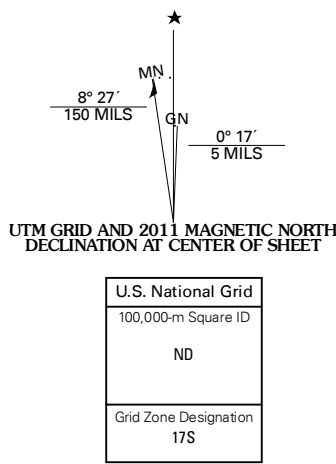 ★
MN
GN
8° 27´
150 MILS
0° 17´
5 MILS
UTM GRID AND 2011 MAGNETIC NORTH
DECLINATION AT CENTER OF SHEET
U.S. National Grid
100,000-m Square ID
ND
Grid Zone Designation
17S